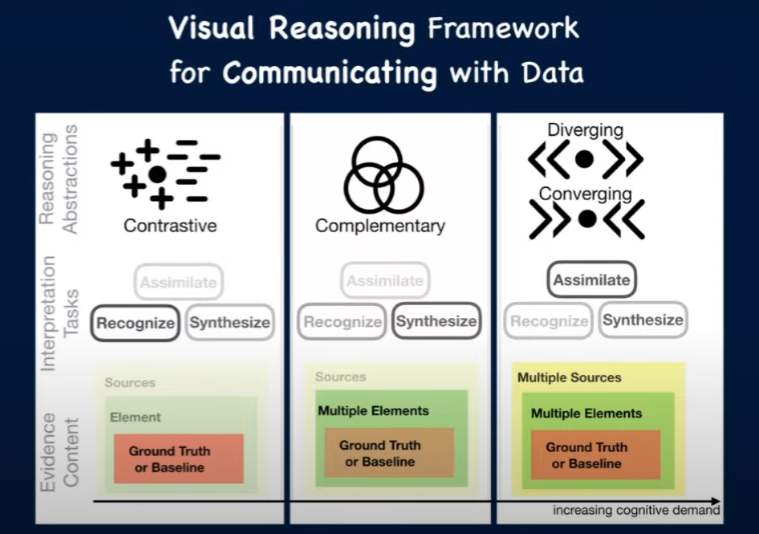 Visual Reasoning Framework
for Communicating with Data
Reasoning
Abstractions
Contrastive
Complementary
Diverging
Converging
Interpretation
Tasks
Assimilate
Recognize
Synthesize
Assimilate
Recognize
Synthesize
Assimilate
Recognize
Synthesize
Evidence
Content
Sources
Element
Ground Truth
or Baseline
Sources
Multiple Elements
Ground Truth
or Baseline
Multiple Sources
Multiple Elements
Ground Truth
or Baseline
increasing cognitive demand